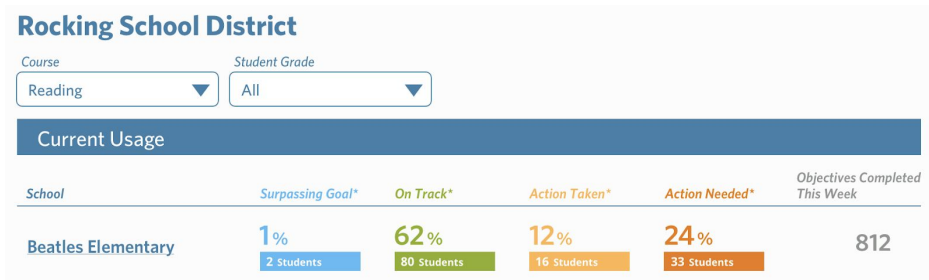 Rocking School District
Course
Student Grade
Reading
All
Current Usage
School
Surpassing Goal*
On Track*
Action Taken*
Action Needed*
Objectives Completed
This Week
Beatles Elementary
1%
62%
12%
24%
812
2 Students
80 Students
16 Students
33 Students